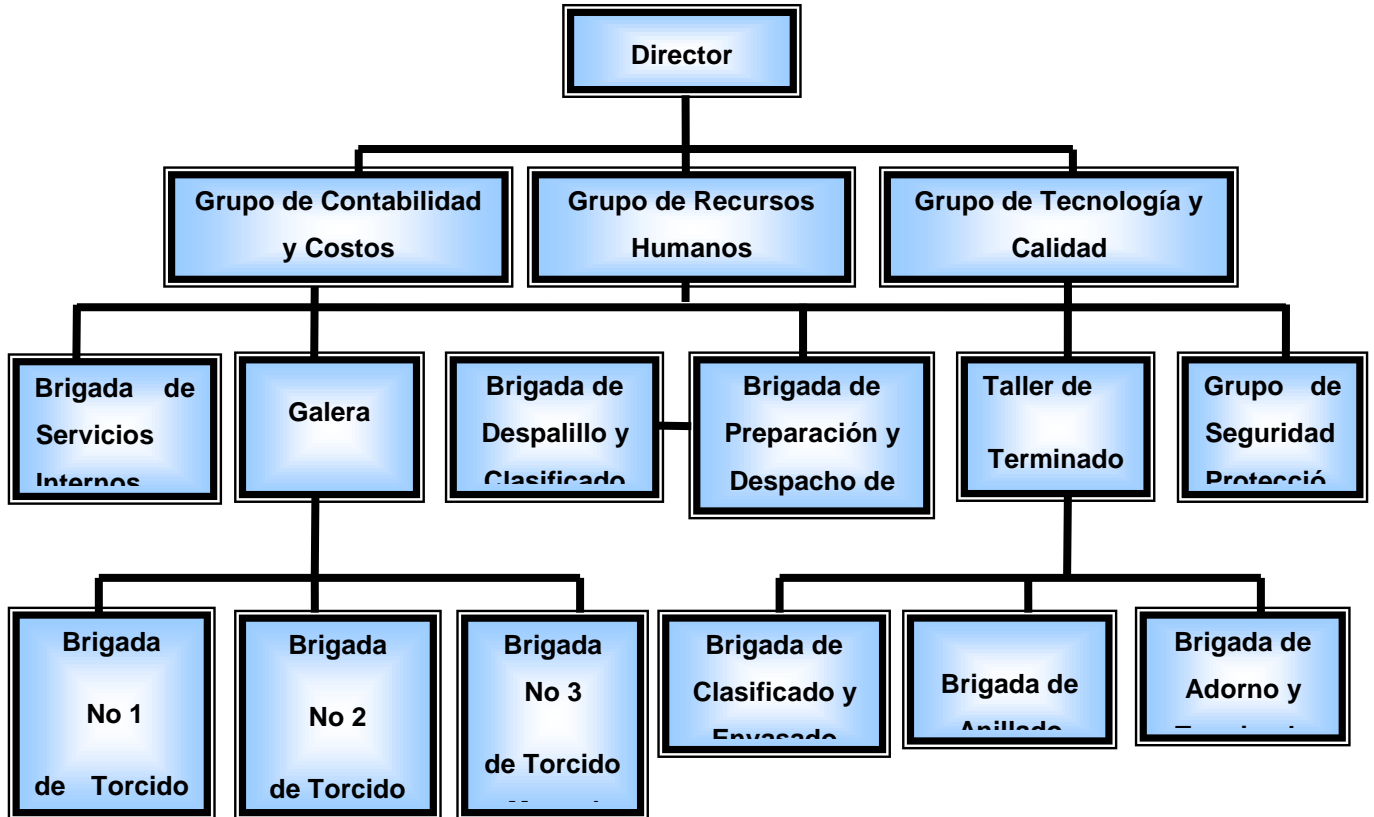 Director
Grupo de Contabilidad
y Costos
Grupo de Recursos
Humanos
Grupo de Tecnología y
Calidad
Brigada de
Servicios
Internos
Galera
Brigada de
Despalillo y
Clasificado
Brigada de
Preparación y
Despacho de
Taller de
Terminado
Grupo de
Seguridad
Protecció
Brigada
No 1
de Torcido
Brigada
No 2
de Torcido
Brigada
No 3
de Torcido
Brigada de
Clasificado y
Envasado
Brigada de
Anillado
Brigada de
Adorno y